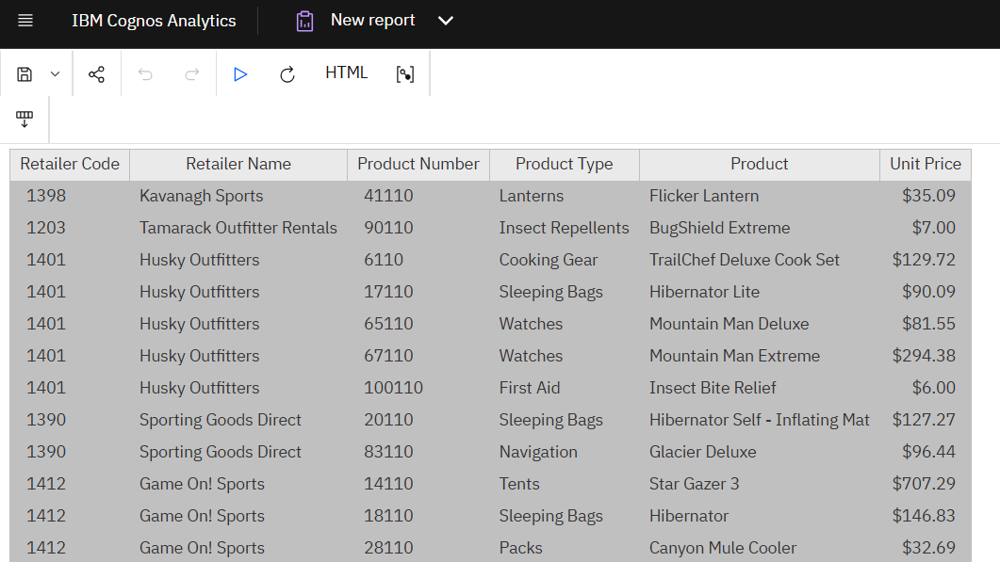 IBM Cognos Analytics New report
HTML
Retailer Code Retailer Name Product Number Product Type Product Unit Price
1398 Kavanagh Sports 41110 Lanterns Flicker Lantern $35.09
1203 Tamarack Outfitter Rentals 90110 Insect Repellents BugShield Extreme $7.00
1401 Husky Outfitters 6110 Cooking Gear TrailChef Deluxe Cook Set $129.72
1401 Husky Outfitters 17110 Sleeping Bags Hibernator Lite $90.09
1401 Husky Outfitters 65110 Watches Mountain Man Deluxe $81.55
1401 Husky Outfitters 67110 Watches Mountain Man Extreme $294.38
1401 Husky Outfitters 100110 First Aid Insect Bite Relief $6.00
1390 Sporting Goods Direct 20110 Sleeping Bags Hibernator Self - Inflating Mat $127.27
1390 Sporting Goods Direct 83110 Navigation Glacier Deluxe $96.44
1412 Game On! Sports 14110 Tents Star Gazer 3 $707.29
1412 Game On! Sports 18110 Sleeping Bags Hibernator $146.83
1412 Game On! Sports 28110 Packs Canyon Mule Cooler $32.69